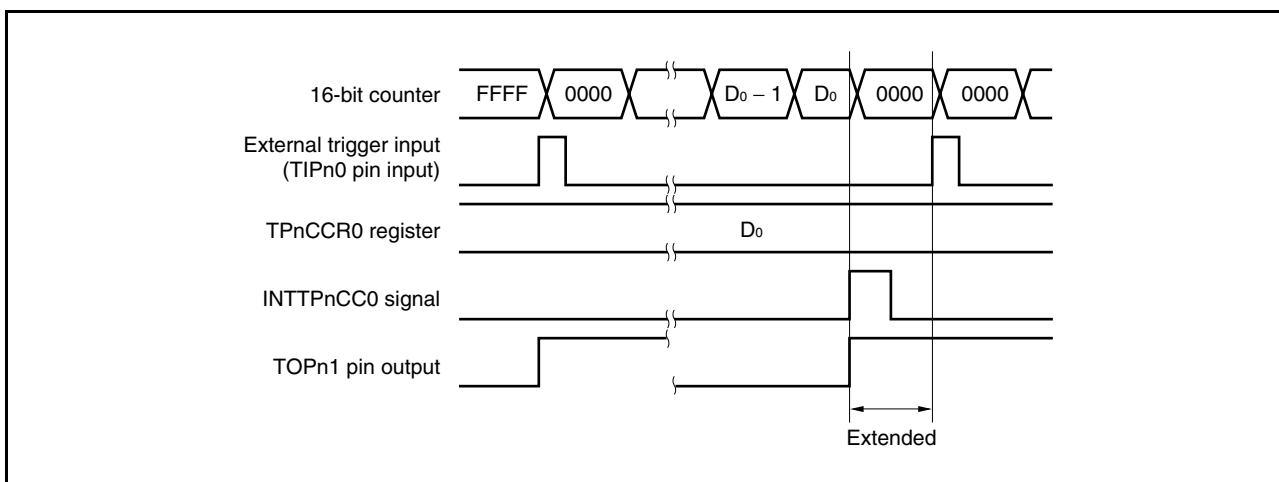 16-bit counter FFFF 0000 D₀ – 1 D₀ 0000 0000
External trigger input
(TIPn0 pin input)
TPnCCR0 register D₀
INTTPnCC0 signal
TOPn1 pin output
Extended